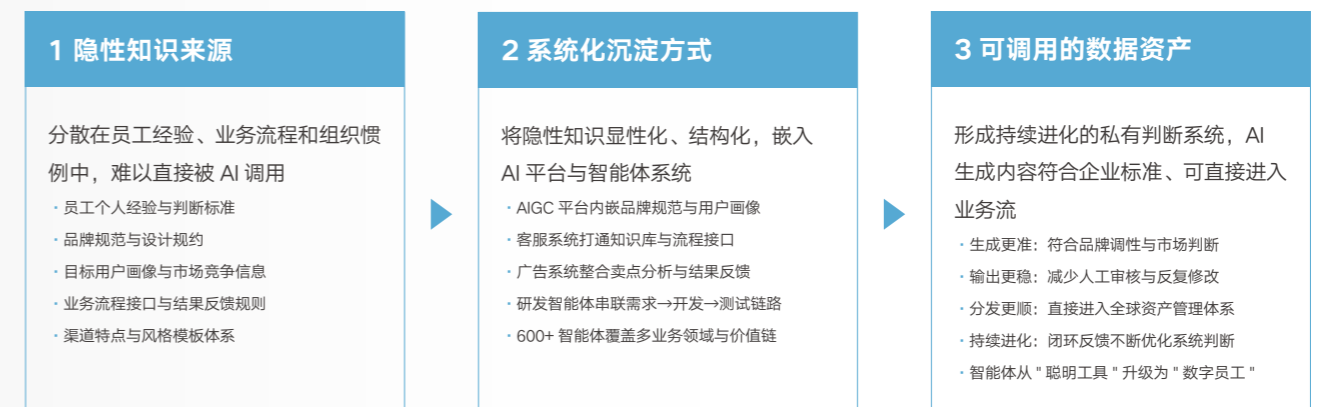 1 隐性知识来源
分散在员工经验、业务流程和组织惯
例中，难以直接被 AI 调用
· 员工个人经验与判断标准
· 品牌规范与设计规约
· 目标用户画像与市场竞争信息
· 业务流程接口与结果反馈规则
· 渠道特点与风格模板体系
2 系统化沉淀方式
将隐性知识显性化、结构化，嵌入
AI 平台与智能体系统
· AIGC 平台内嵌品牌规范与用户画像
· 客服系统打通知识库与流程接口
· 广告系统整合卖点分析与结果反馈
· 研发智能体串联需求→开发→测试链路
· 600+ 智能体覆盖多业务领域与价值链
3 可调用的数据资产
形成持续进化的私有判断系统，AI
生成内容符合企业标准、可直接进入
业务流
· 生成更准：符合品牌调性与市场判断
· 输出更稳：减少人工审核与反复修改
· 分发更顺：直接进入全球资产管理体系
· 持续进化：闭环反馈不断优化系统判断
· 智能体从 " 聪明工具 " 升级为 " 数字员工 "